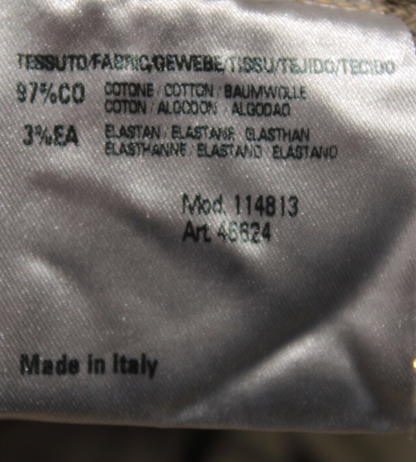 TESSUTO/FABRIC/GEWEBE/TISSU/TEJIDO/TECIDO
97%CO COTONE / COTTON / BAUMWOLLE
COTON / ALGODON / ALGODAO
3%EA ELASTAN / ELASTANE / ELASTHAN
ELASTHANNE / ELASTANO / ELASTANO
Mod. 114813
Art. 46624
Made in Italy